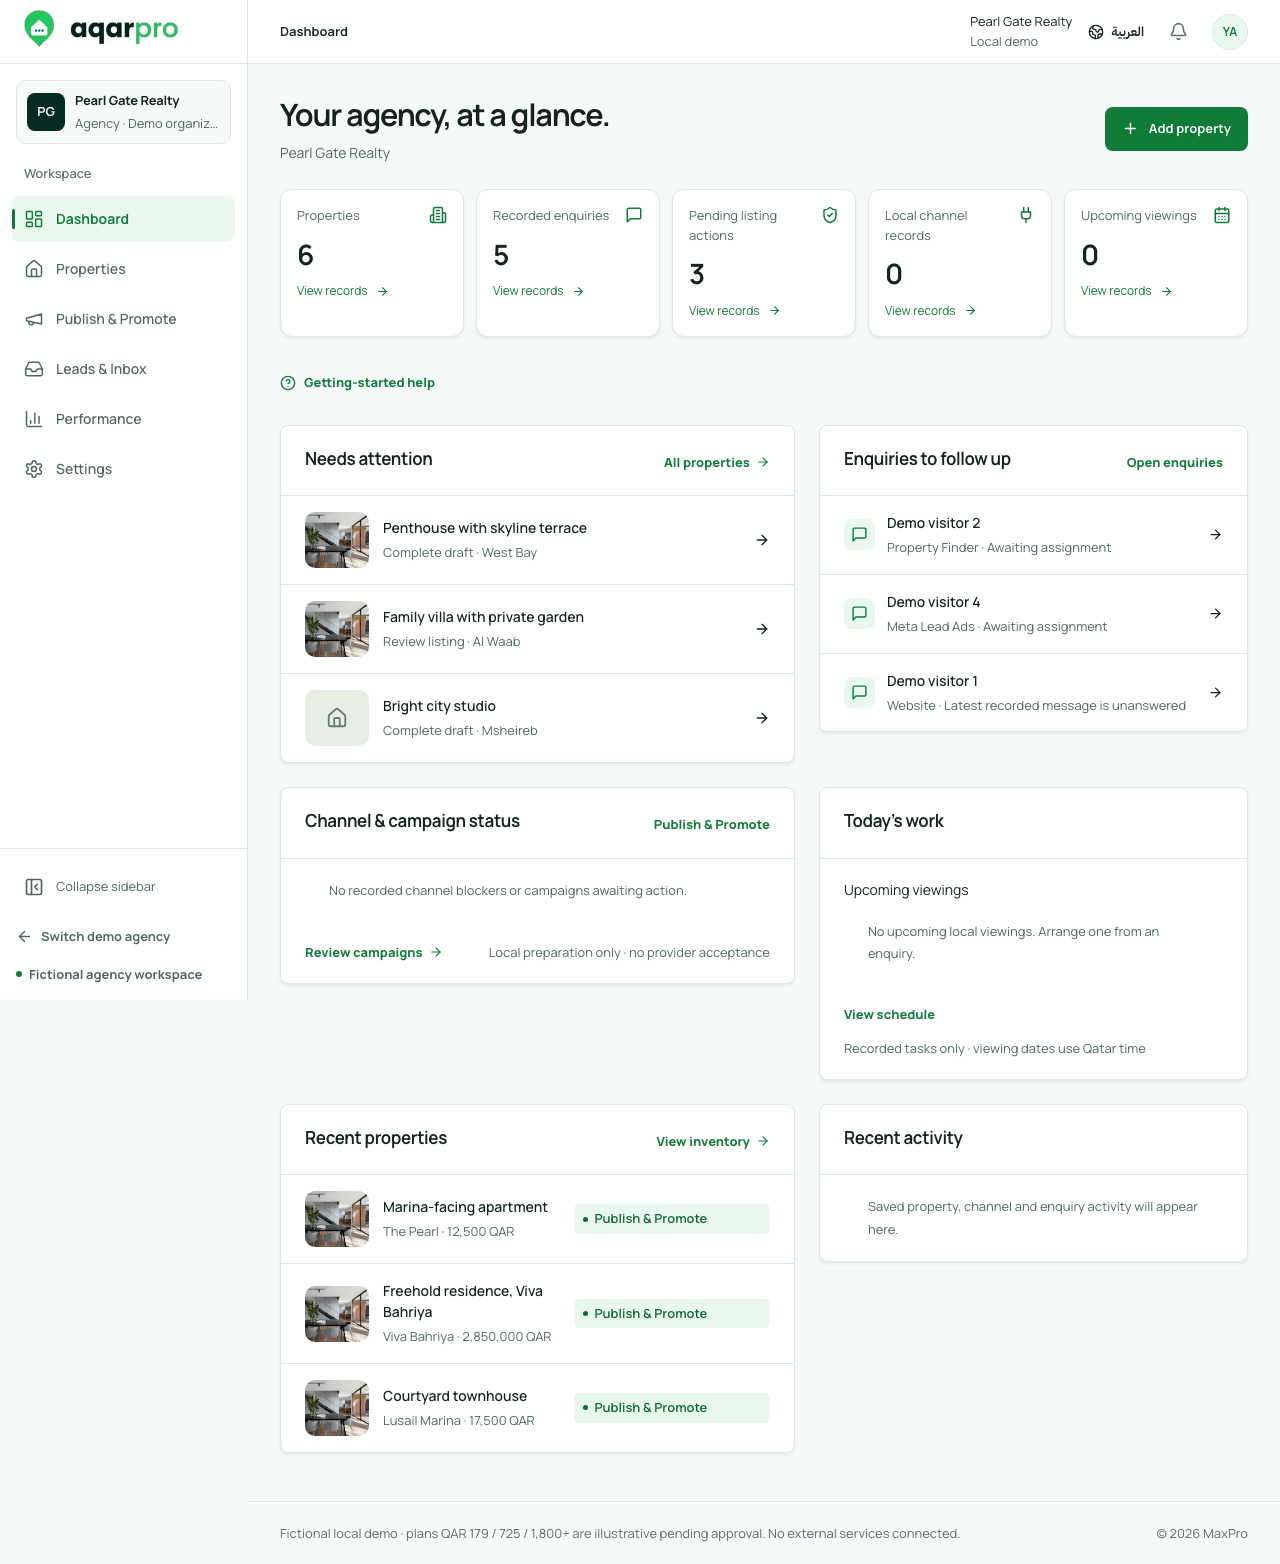 aqarpro
PG
Pearl Gate Realty
Agency · Demo organiz...
Workspace
Dashboard
Properties
Publish & Promote
Leads & Inbox
Performance
Settings
Collapse sidebar
Switch demo agency
Fictional agency workspace
Dashboard
Pearl Gate Realty
Local demo
العربية
YA
Your agency, at a glance.
Pearl Gate Realty
Add property
Properties
6
View records
Recorded enquiries
5
View records
Pending listing
actions
3
View records
Local channel
records
0
View records
Upcoming viewings
0
View records
Getting-started help
Needs attention
All properties
Penthouse with skyline terrace
Complete draft · West Bay
Family villa with private garden
Review listing · Al Waab
Bright city studio
Complete draft · Msheireb
Enquiries to follow up
Open enquiries
Demo visitor 2
Property Finder · Awaiting assignment
Demo visitor 4
Meta Lead Ads · Awaiting assignment
Demo visitor 1
Website · Latest recorded message is unanswered
Channel & campaign status
Publish & Promote
No recorded channel blockers or campaigns awaiting action.
Review campaigns
Local preparation only · no provider acceptance
Today’s work
Upcoming viewings
No upcoming local viewings. Arrange one from an
enquiry.
View schedule
Recorded tasks only · viewing dates use Qatar time
Recent properties
View inventory
Marina-facing apartment
The Pearl · 12,500 QAR
Publish & Promote
Freehold residence, Viva
Bahriya
Viva Bahriya · 2,850,000 QAR
Publish & Promote
Courtyard townhouse
Lusail Marina · 17,500 QAR
Publish & Promote
Recent activity
Saved property, channel and enquiry activity will appear
here.
Fictional local demo · plans QAR 179 / 725 / 1,800+ are illustrative pending approval. No external services connected.
© 2026 MaxPro